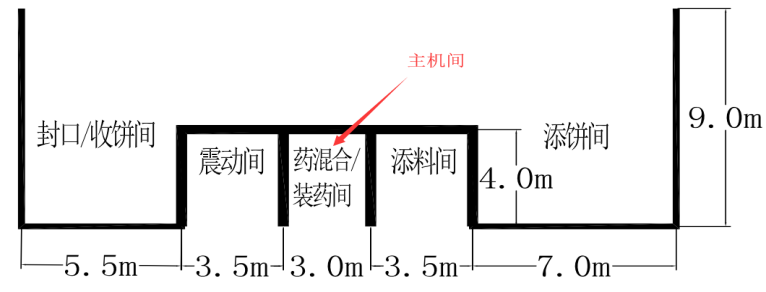 主机间
封口/收饼间
震动间
药混合/
装药间
添料间
添饼间
9.0m
4.0m
5.5m
3.5m
3.0m
3.5m
7.0m